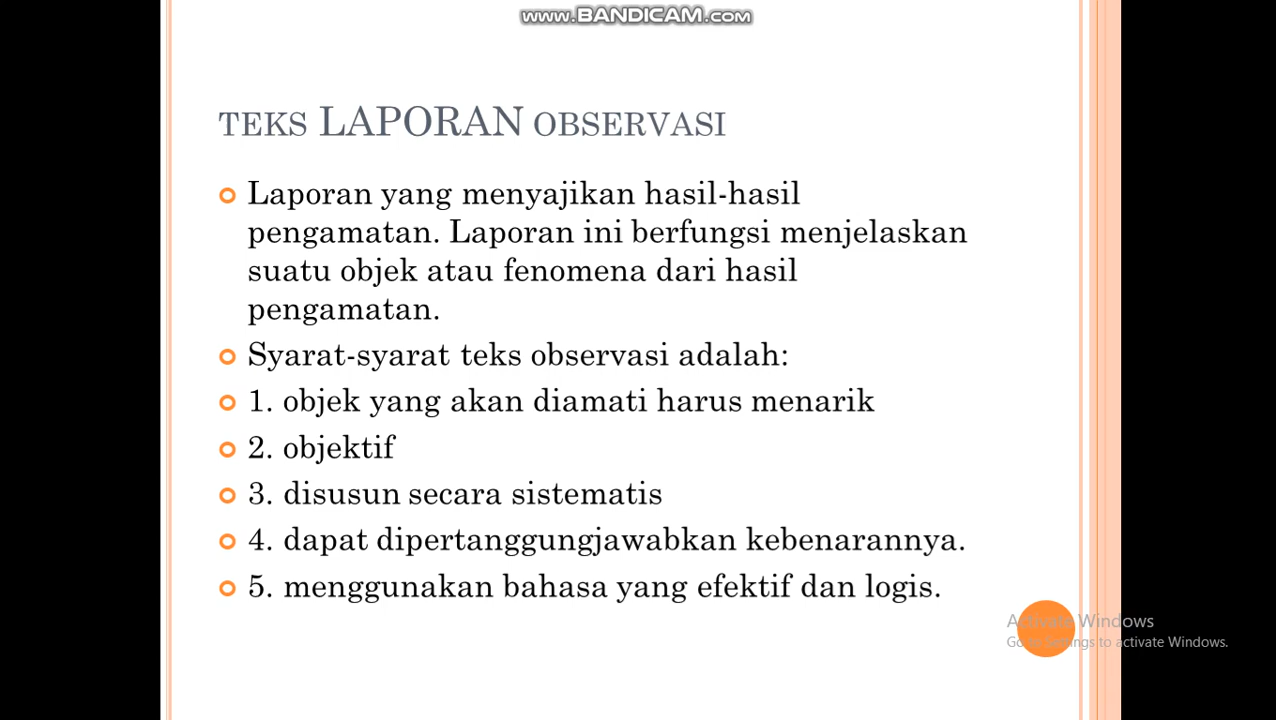 www.BANDICAM.com
TEKS LAPORAN OBSERVASI
Laporan yang menyajikan hasil-hasil
pengamatan. Laporan ini berfungsi menjelaskan
suatu objek atau fenomena dari hasil
pengamatan.
Syarat-syarat teks observasi adalah:
1. objek yang akan diamati harus menarik
2. objektif
3. disusun secara sistematis
4. dapat dipertanggungjawabkan kebenarannya.
5. menggunakan bahasa yang efektif dan logis.
Activate Windows
Go to Settings to activate Windows.